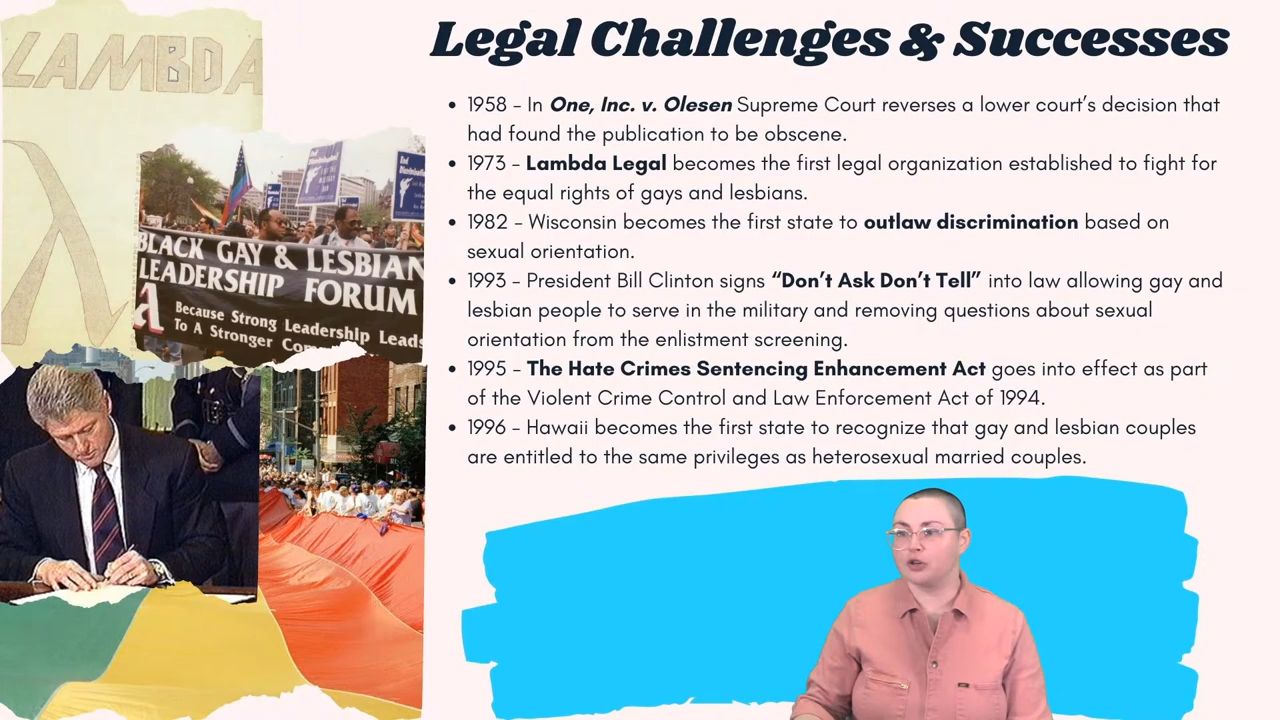 Legal Challenges & Successes
• 1958 - In One, Inc. v. Olesen Supreme Court reverses a lower court's decision that
had found the publication to be obscene.
• 1973 - Lambda Legal becomes the first legal organization established to fight for
the equal rights of gays and lesbians.
• 1982 - Wisconsin becomes the first state to outlaw discrimination based on
sexual orientation.
• 1993 - President Bill Clinton signs “Don't Ask Don't Tell” into law allowing gay and
lesbian people to serve in the military and removing questions about sexual
orientation from the enlistment screening.
• 1995 - The Hate Crimes Sentencing Enhancement Act goes into effect as part
of the Violent Crime Control and Law Enforcement Act of 1994.
• 1996 - Hawaii becomes the first state to recognize that gay and lesbian couples
are entitled to the same privileges as heterosexual married couples.
LAMBDA
λ
BLACK GAY & LESBIAN
LEADERSHIP FORUM
Because Strong Leadership Leads
To A Stronger